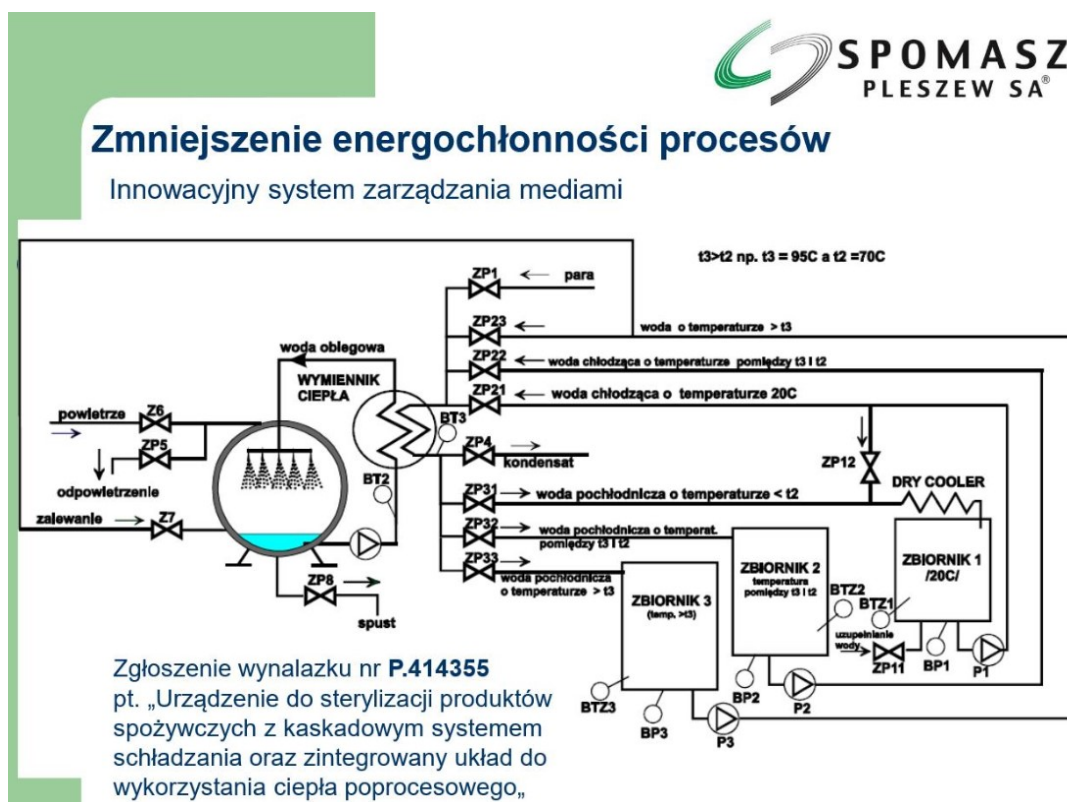 SPOMASZ
PLESZEW SA®
Zmniejszenie energochłonności procesów
Innowacyjny system zarządzania mediami
t3>t2 np. t3 = 95C a t2 =70C
ZP1
para
ZP23
woda o temperaturze > t3
woda obiegowa
ZP22
woda chłodząca o temperaturze pomiędzy t3 i t2
WYMIENNIK
CIEPŁA
ZP21
woda chłodząca o temperaturze 20C
powietrze
Z6
BT3
ZP4
kondensat
ZP5
ZP12
DRY COOLER
odpowietrzenie
BT2
ZP31
woda pochłodnicza o temperaturze < t2
zalewanie
Z7
ZP32
woda pochłodnicza o temperat.
pomiędzy t3 i t2
ZBIORNIK 1
/20C/
ZP33
woda pochłodnicza
o temperaturze > t3
ZBIORNIK 2
temperatura
pomiędzy t3 i t2
ZP8
spust
ZBIORNIK 3
(temp. >t3)
BTZ2
BTZ1
uzupełnianie
wody
ZP11
BP1
P1
BTZ3
BP3
P3
BP2
P2
Zgłoszenie wynalazku nr P.414355
pt. „Urządzenie do sterylizacji produktów
spożywczych z kaskadowym systemem
schładzania oraz zintegrowany układ do
wykorzystania ciepła poprocesowego„